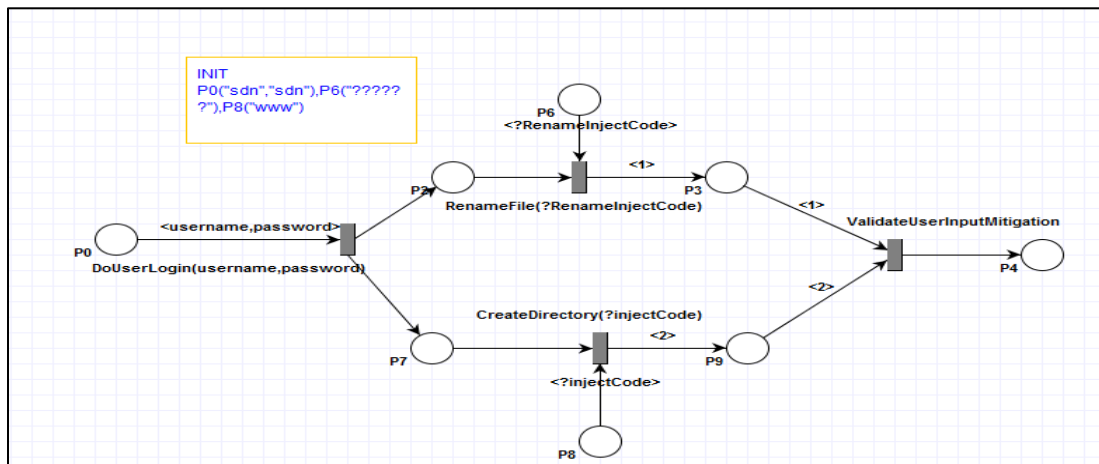 INIT
P0("sdn","sdn"),P6("?????
?"),P8("www")
P6
<?RenameInjectCode>
P2
<1>
P3
RenameFile(?RenameInjectCode)
<1>
<username,password>
ValidateUserInputMitigation
P0
P4
DoUserLogin(username,password)
<2>
CreateDirectory(?injectCode)
<2>
P7
P9
<?injectCode>
P8